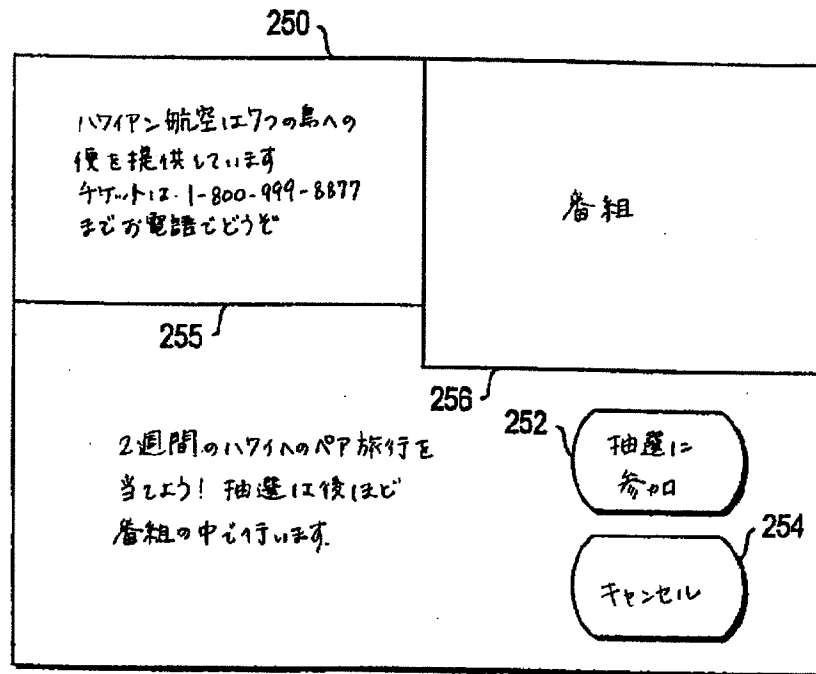 250
ハワイアン航空は7つの島への
便を提供しています
チケットは、1-800-999-8877
までお電話でどうぞ
番組
255
256
2週間のハワイへのペア旅行を
当てよう! 抽選は後ほど
番組の中で行います.
252
抽選に
参加
254
キャンセル